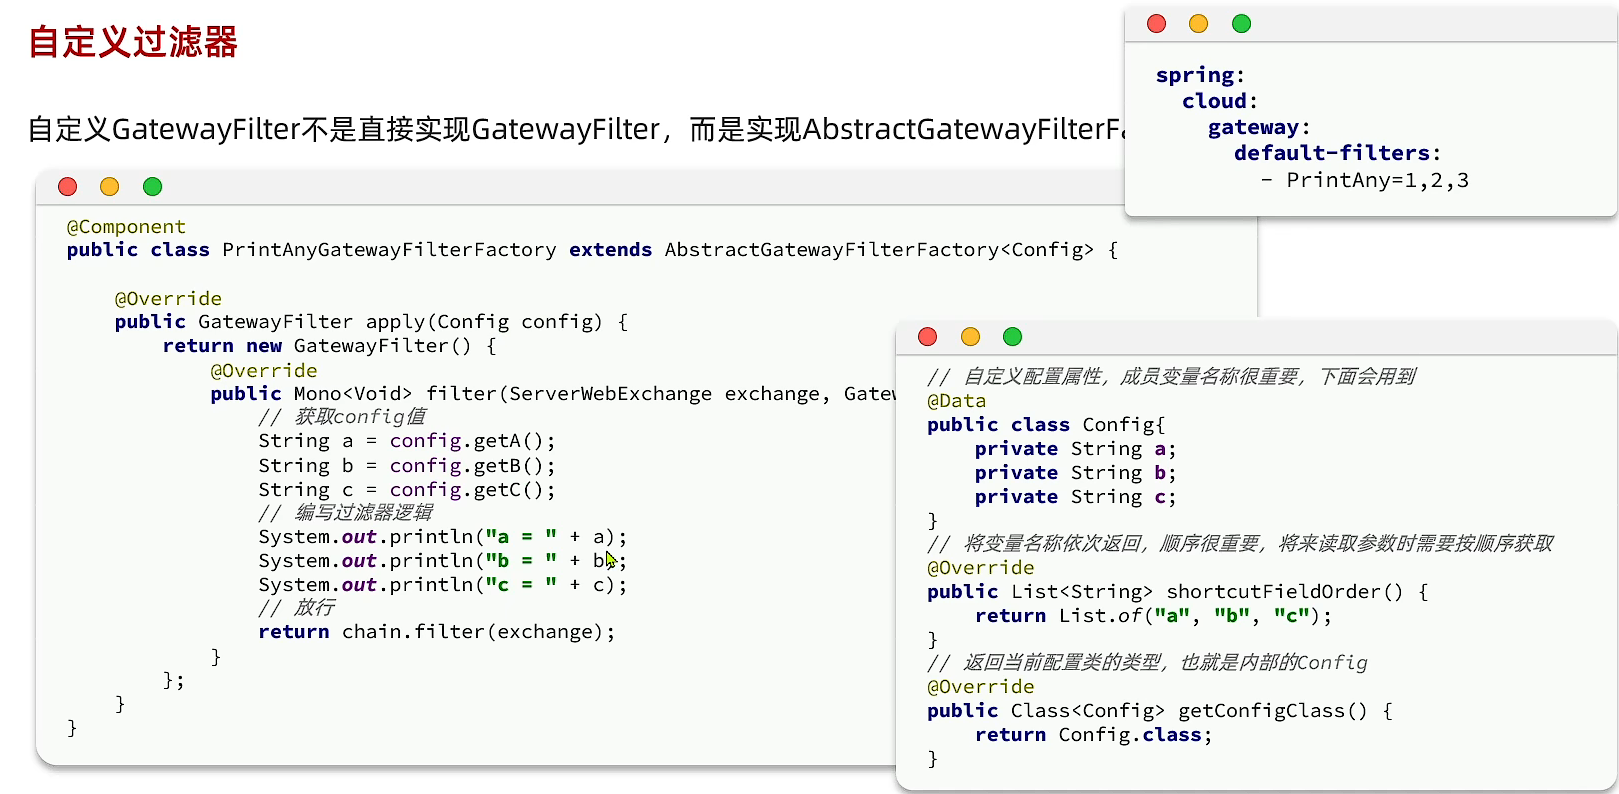 自定义过滤器
自定义GatewayFilter不是直接实现GatewayFilter，而是实现AbstractGatewayFilterFa
spring:
cloud:
gateway:
default-filters:
- PrintAny=1,2,3
@Component
public class PrintAnyGatewayFilterFactory extends AbstractGatewayFilterFactory<Config> {
@Override
public GatewayFilter apply(Config config) {
return new GatewayFilter() {
@Override
public Mono<Void> filter(ServerWebExchange exchange, Gatew
// 获取config值
String a = config.getA();
String b = config.getB();
String c = config.getC();
// 编写过滤器逻辑
System.out.println("a = " + a);
System.out.println("b = " + b);
System.out.println("c = " + c);
// 放行
return chain.filter(exchange);
}
};
}
}
// 自定义配置属性，成员变量名称很重要，下面会用到
@Data
public class Config{
private String a;
private String b;
private String c;
}
// 将变量名称依次返回，顺序很重要，将来读取参数时需要按顺序获取
@Override
public List<String> shortcutFieldOrder() {
return List.of("a", "b", "c");
}
// 返回当前配置类的类型，也就是内部的Config
@Override
public Class<Config> getConfigClass() {
return Config.class;
}